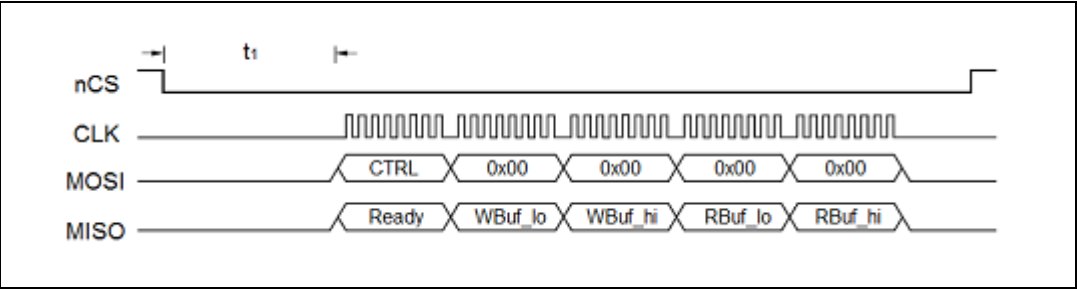 t₁
nCS
CLK
MOSI CTRL 0x00 0x00 0x00 0x00
MISO Ready WBuf_lo WBuf_hi RBuf_lo RBuf_hi